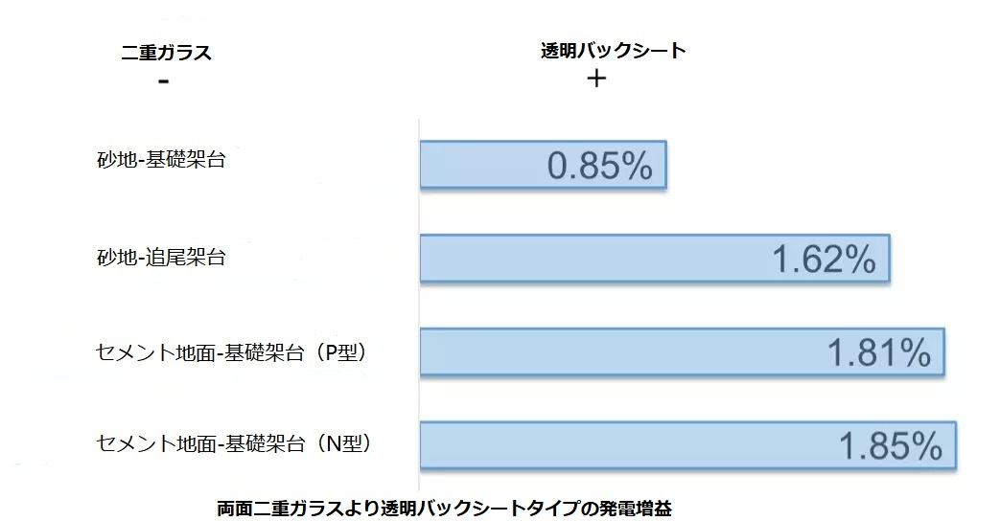 二重ガラス
-
透明バックシート
+
砂地-基礎架台
0.85%
砂地-追尾架台
1.62%
セメント地面-基礎架台（P型）
1.81%
セメント地面-基礎架台（N型）
1.85%
両面二重ガラスより透明バックシートタイプの発電増益